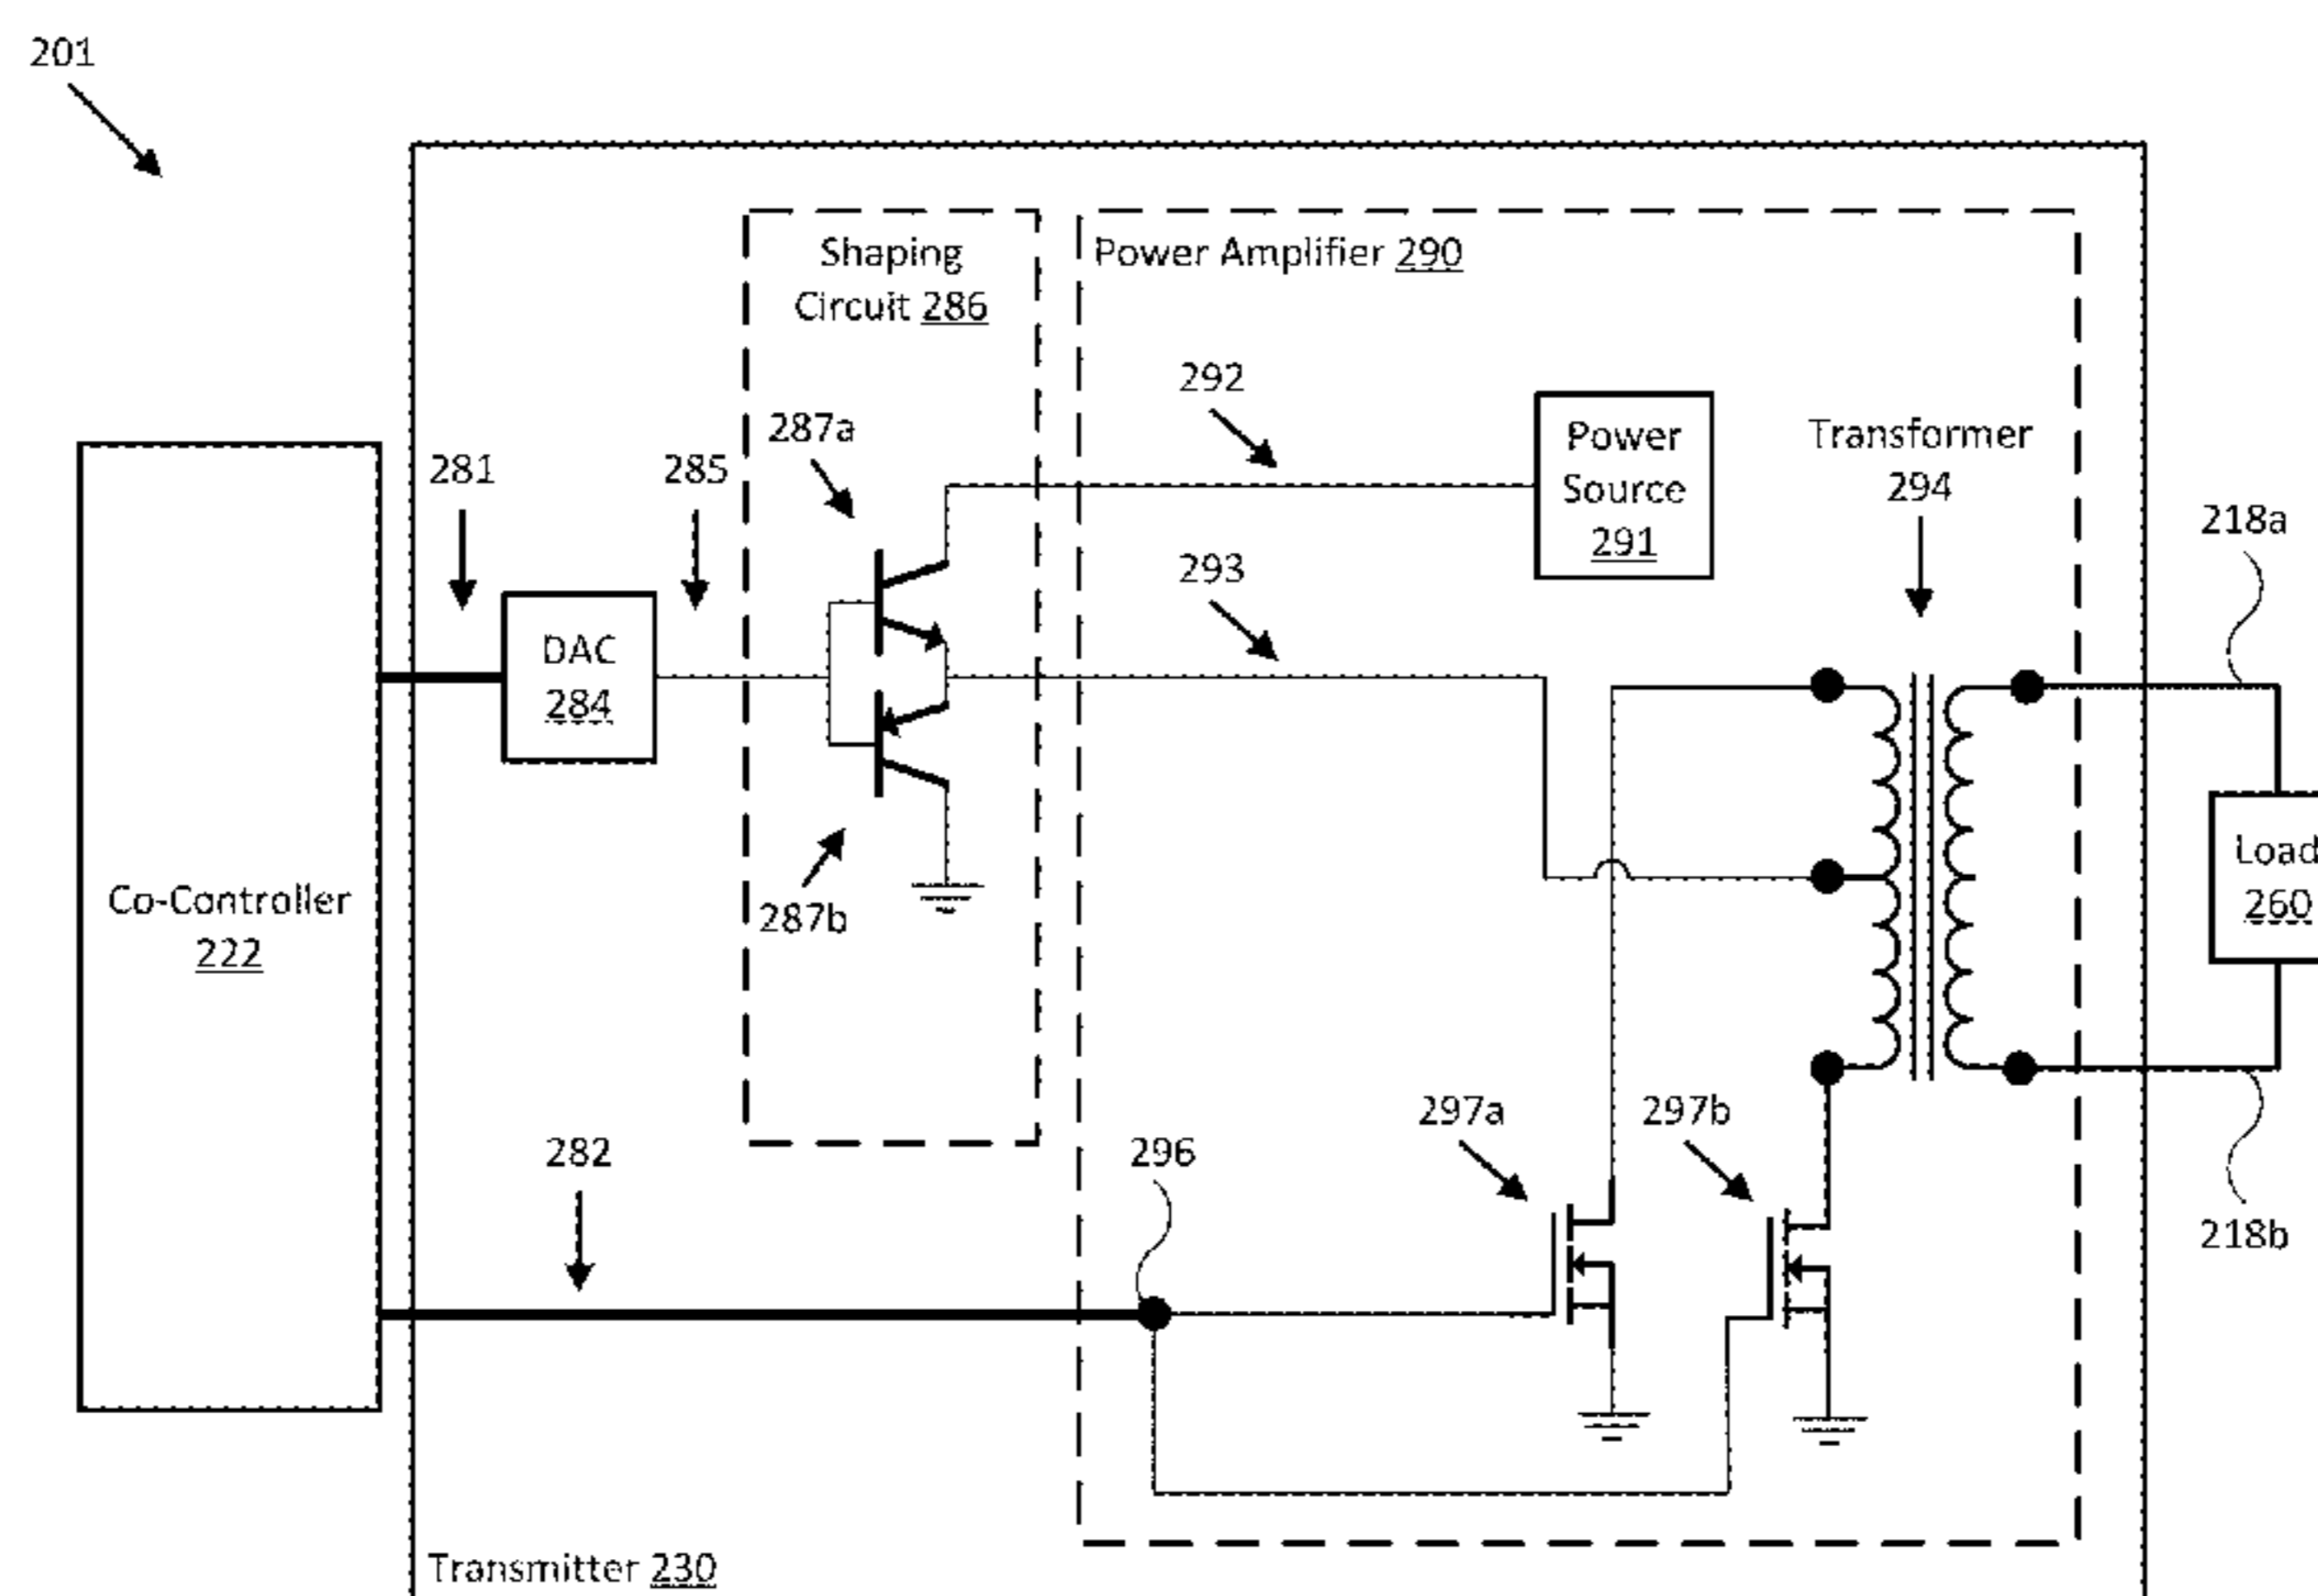 201
Shaping
Circuit 286
Power Amplifier 290
292
287a
Power
Source
291
Transformer
294
281
285
218a
293
DAC
284
Load
260
Co-Controller
222
287b
297a
297b
282
296
218b
Transmitter 230